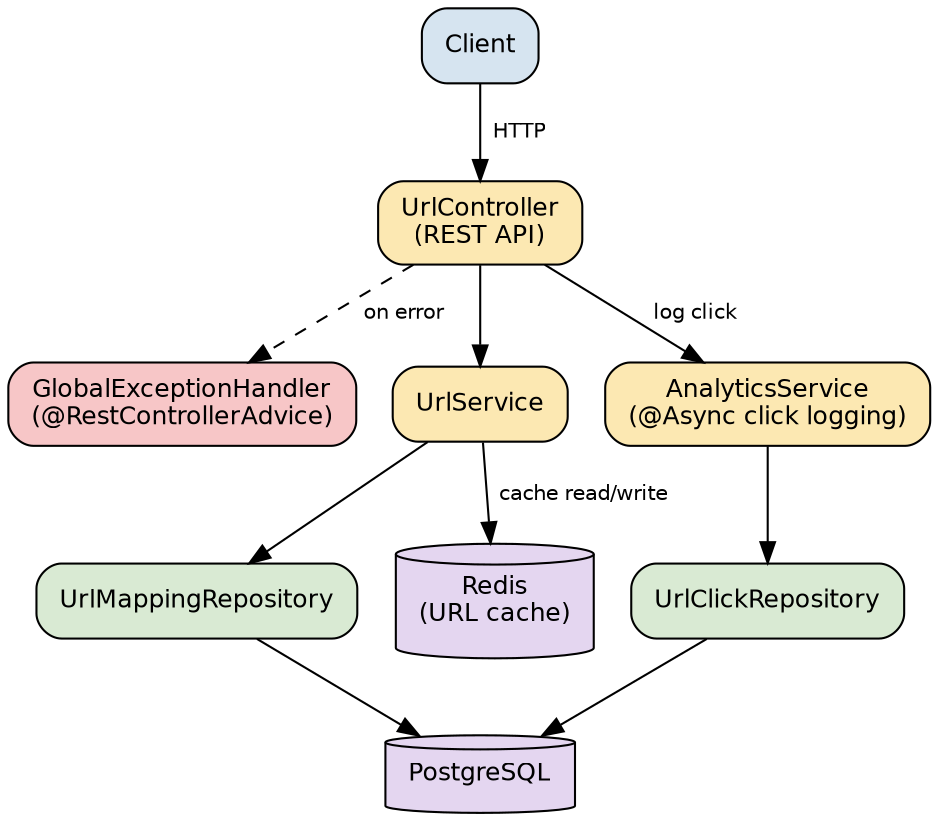 Client
HTTP
UrlController
(REST API)
on error
log click
GlobalExceptionHandler
(@RestControllerAdvice)
UrlService
AnalyticsService
(@Async click logging)
cache read/write
UrlMappingRepository
Redis
(URL cache)
UrlClickRepository
PostgreSQL